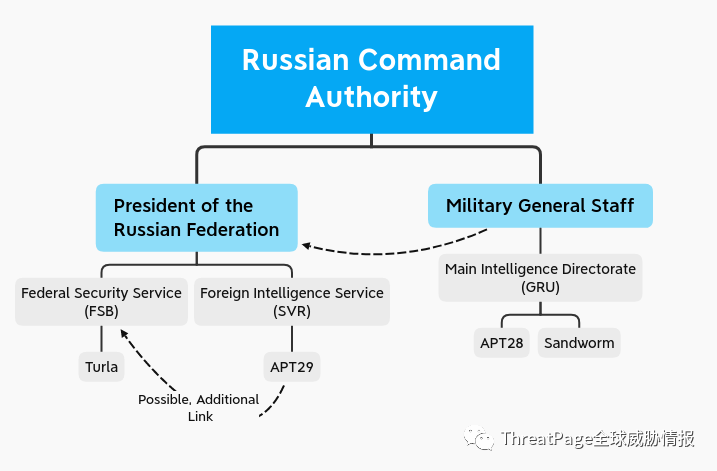 Russian Command
Authority
President of the
Russian Federation
Military General Staff
Federal Security Service
(FSB)
Foreign Intelligence Service
(SVR)
Main Intelligence Directorate
(GRU)
Turla
APT29
APT28
Sandworm
Possible, Additional
Link
ThreatPage全球威胁情报